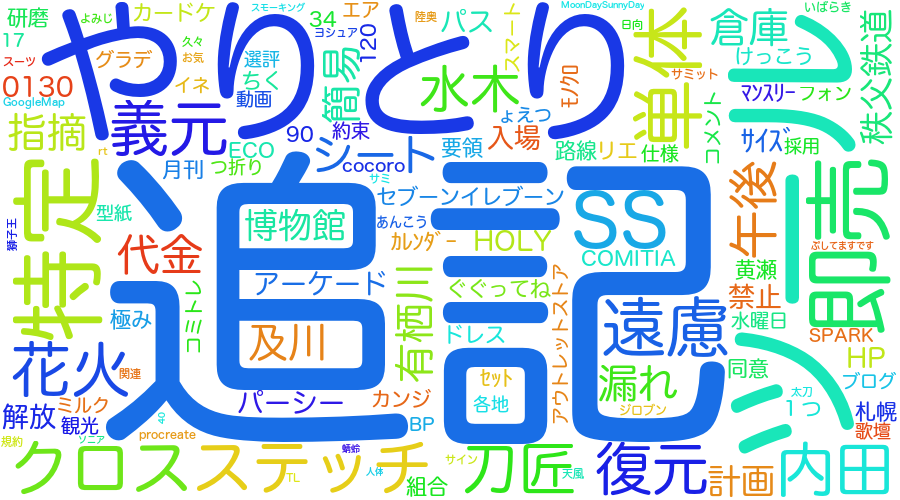 研磨
17
スーツ
0130
GoogleMap
指摘
特定
花火
解放
観光
規約
ソニア
クロスステッチ
獅子王
よみじ
カードケ
久々
お気
グラデ
イネ
義元
月刊
型紙
代金
コミトレ
極み
関連
ミルク
40
procreate
rt
スモーキング
やりとり
選評
ちく
動画
ECO
つ折り
90
34
ヨシュア
簡易
約束
シート
cocoro
エア
120
陸奥
パス
水木
要領
入場
サミ
あんこう
セブーンイレブーン
追記
博物館
アーケード
及川
パーシー
有栖川
カレンダー
HOLY
ぐぐってね
ドレス
セット
各地
カンジ
BP
蜻蛉
人体
TL
組合
サイン
刀匠
スマート
モノクロ
ょえつ
路線
リエ
SS
COMITIA
アウトレットストア
遠慮
漏れ
ジロブン
天風
復元
MoonDaySunnyDay
日向
単体
仕様
コメント
サミット
倉庫
けっこう
マンスリー
フォン
サイズ
採用
シール
いばらき
秩父鉄道
即売
午後
ぷしてますです
黄瀬
禁止
水曜日
SPARK
同意
HP
太刀
ブログ
1つ
札幌
歌壇
計画
内田